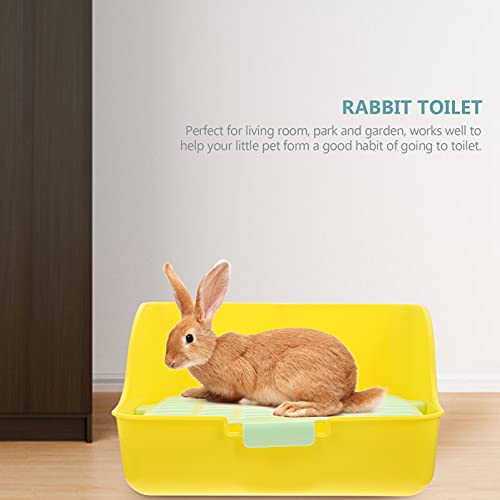 RABBIT TOILET
Perfect for living room, park and garden, works well to
help your little pet form a good habit of going to toilet.